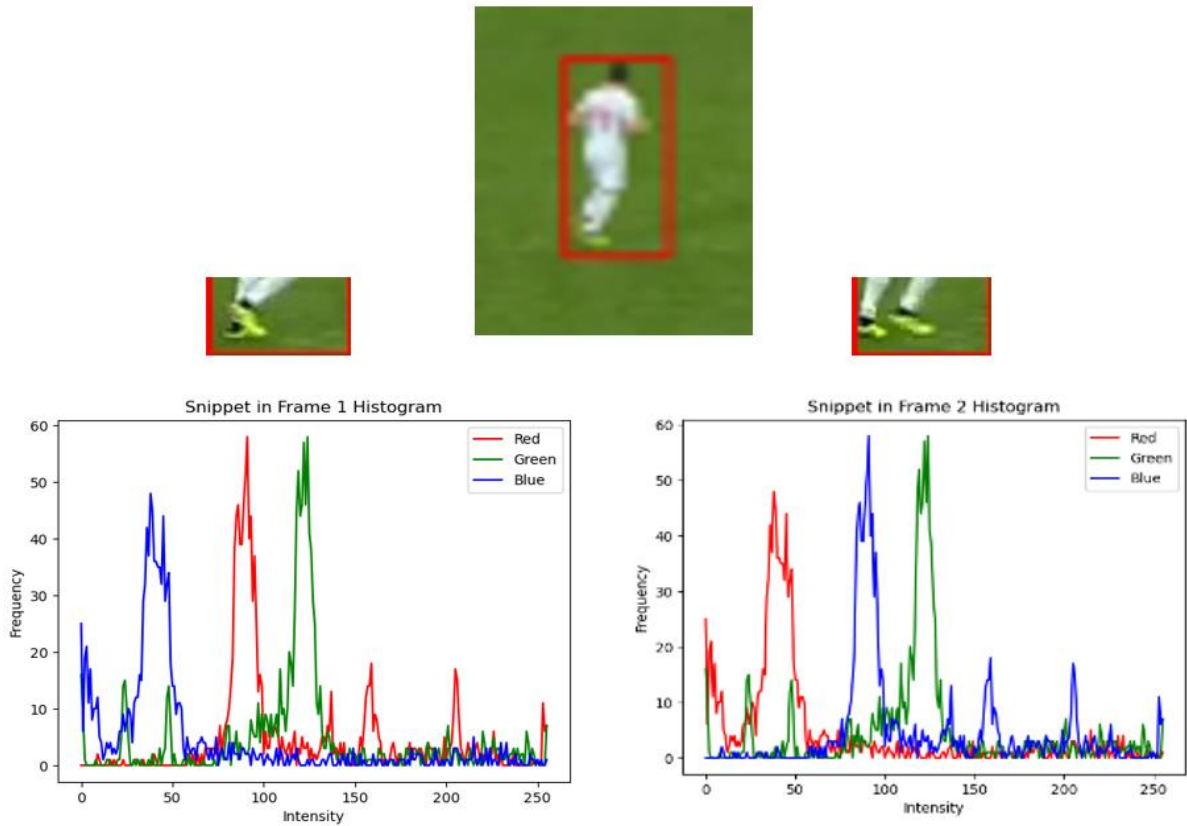 Snippet in Frame 1 Histogram
60
50
40
30
20
10
0
Frequency
0 50 100 150 200 250
Intensity
Red
Green
Blue
Snippet in Frame 2 Histogram
60
50
40
30
20
10
0
Frequency
0 50 100 150 200 250
Intensity
Red
Green
Blue